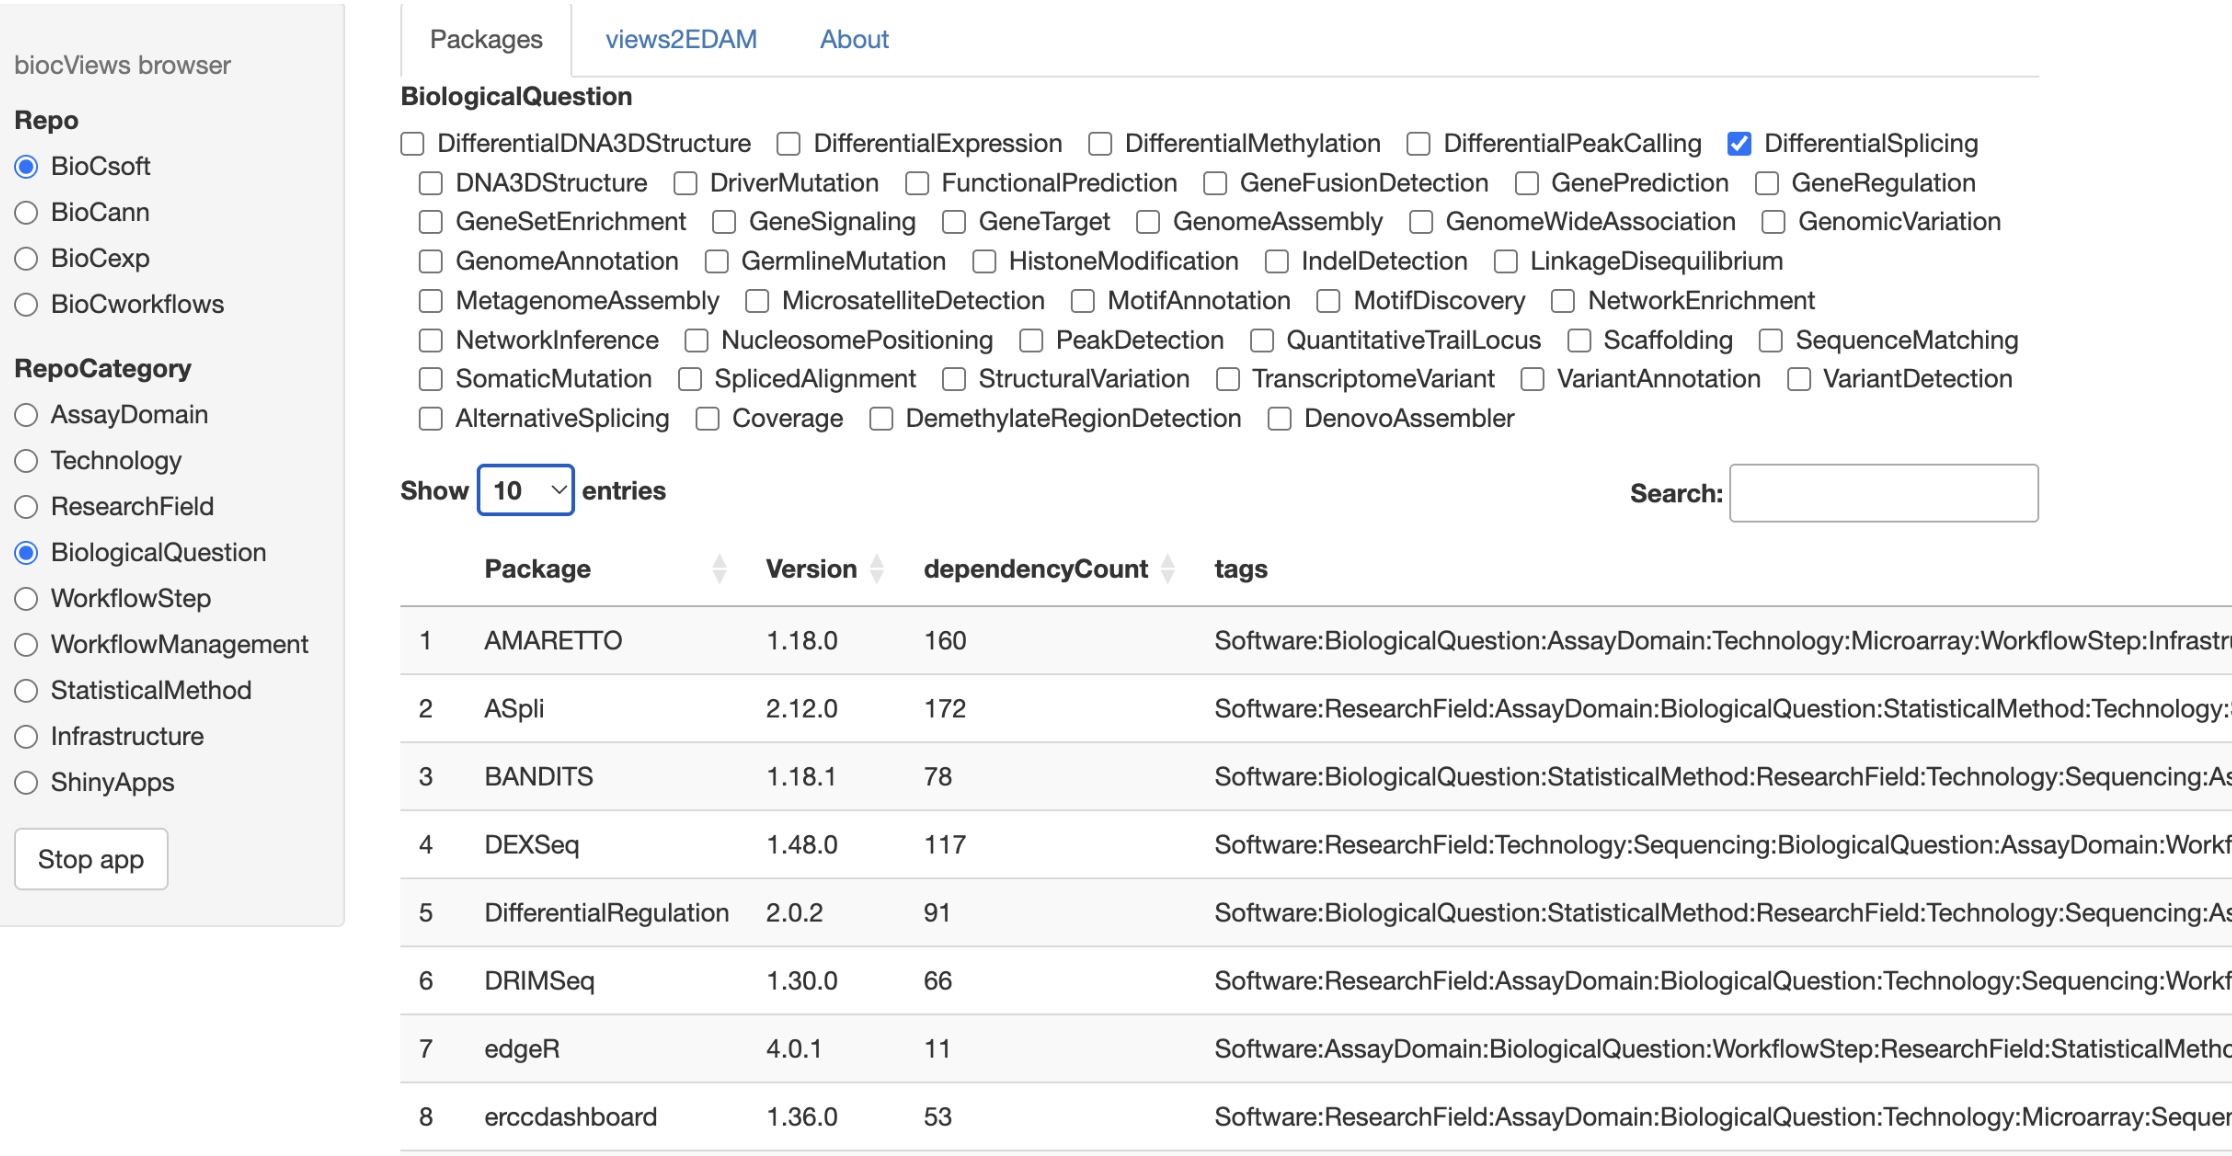 biocViews browser
Repo
BioCsoft
BioCann
BioCexp
BioCworkflows
RepoCategory
AssayDomain
Technology
ResearchField
BiologicalQuestion
WorkflowStep
WorkflowManagement
StatisticalMethod
Infrastructure
ShinyApps
Stop app
Packages views2EDAM About
BiologicalQuestion
DifferentialDNA3DStructure DifferentialExpression DifferentialMethylation DifferentialPeakCalling DifferentialSplicing
DNA3DStructure DriverMutation FunctionalPrediction GeneFusionDetection GenePrediction GeneRegulation
GeneSetEnrichment GeneSignaling GeneTarget GenomeAssembly GenomeWideAssociation GenomicVariation
GenomeAnnotation GermlineMutation HistoneModification IndelDetection LinkageDisequilibrium
MetagenomeAssembly MicrosatelliteDetection MotifAnnotation MotifDiscovery NetworkEnrichment
NetworkInference NucleosomePositioning PeakDetection QuantitativeTrailLocus Scaffolding SequenceMatching
SomaticMutation SplicedAlignment StructuralVariation TranscriptomeVariant VariantAnnotation VariantDetection
AlternativeSplicing Coverage DemethylateRegionDetection DenovoAssembler
Show 10 entries Search:
Package Version dependencyCount tags
1 AMARETTO 1.18.0 160 Software:BiologicalQuestion:AssayDomain:Technology:Microarray:WorkflowStep:Infrastr
2 ASpli 2.12.0 172 Software:ResearchField:AssayDomain:BiologicalQuestion:StatisticalMethod:Technology:
3 BANDITS 1.18.1 78 Software:BiologicalQuestion:StatisticalMethod:ResearchField:Technology:Sequencing:As
4 DEXSeq 1.48.0 117 Software:ResearchField:Technology:Sequencing:BiologicalQuestion:AssayDomain:Workf
5 DifferentialRegulation 2.0.2 91 Software:BiologicalQuestion:StatisticalMethod:ResearchField:Technology:Sequencing:As
6 DRIMSeq 1.30.0 66 Software:ResearchField:AssayDomain:BiologicalQuestion:Technology:Sequencing:Workf
7 edgeR 4.0.1 11 Software:AssayDomain:BiologicalQuestion:WorkflowStep:ResearchField:StatisticalMetho
8 erccdashboard 1.36.0 53 Software:ResearchField:AssayDomain:BiologicalQuestion:Technology:Microarray:Sequen